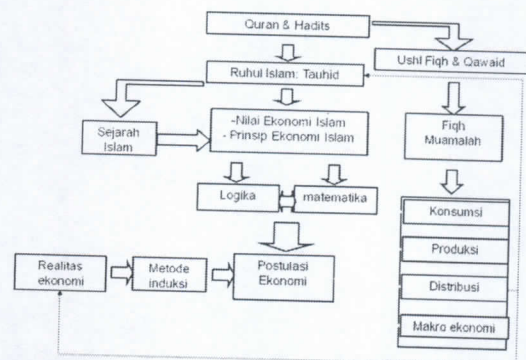 Quran & Hadits
Ushl Fiqh & Qawaid
Ruhul Islam: Tauhid
Sejarah
Islam
-Nilai Ekonomi Islam
- Prinsip Ekonomi Islam
Fiqh
Muamalah
Logika
matematika
Konsumsi
Produksi
Distribusi
Makro ekonomi
Realitas
ekonomi
Metode
induksi
Postulasi
Ekonomi